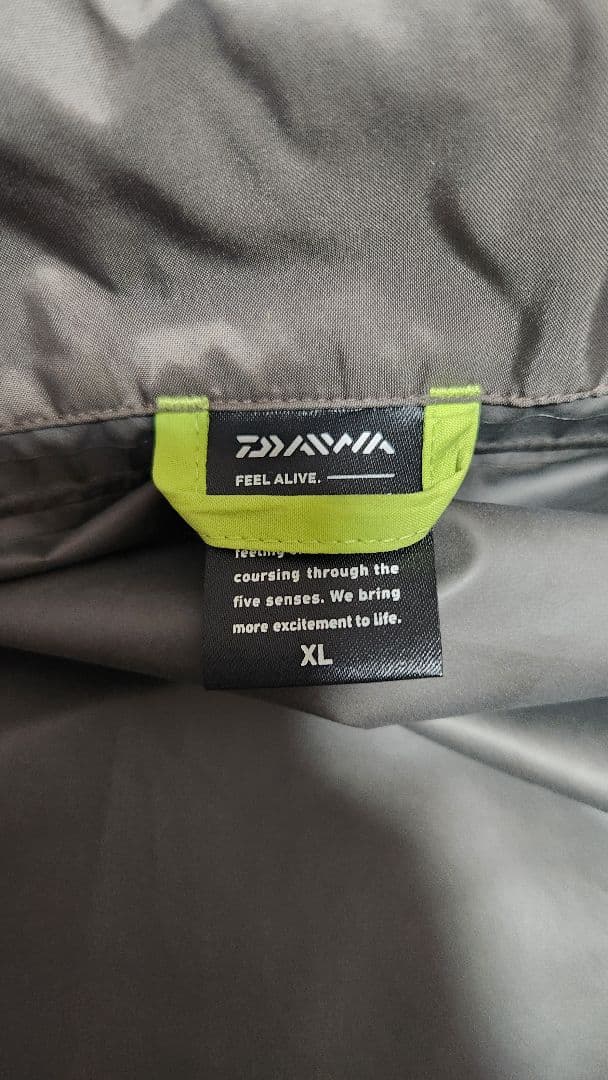 DAIWA
FEEL ALIVE.
coursing through the
five senses. We bring
more excitement to life.
XL